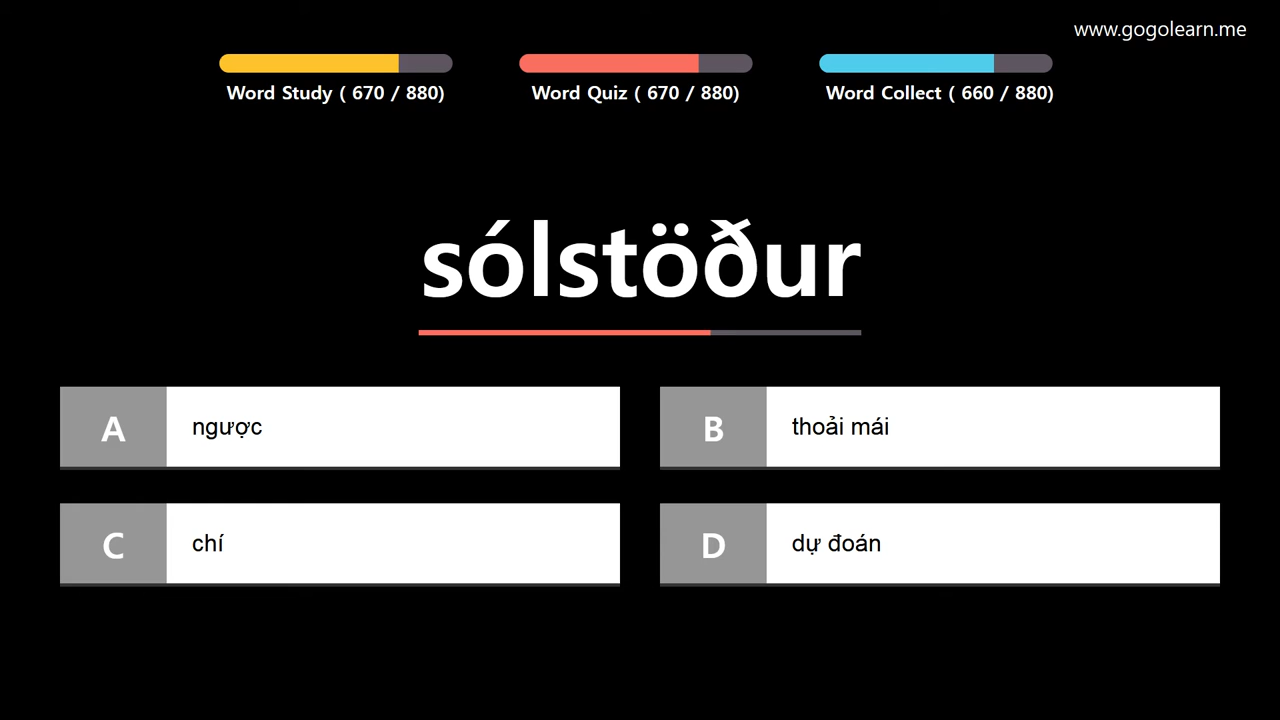 www.gogolearn.me
Word Study ( 670 / 880)
Word Quiz ( 670 / 880)
Word Collect ( 660 / 880)
sólstöður
A ngược
B thoải mái
C chí
D dự đoán